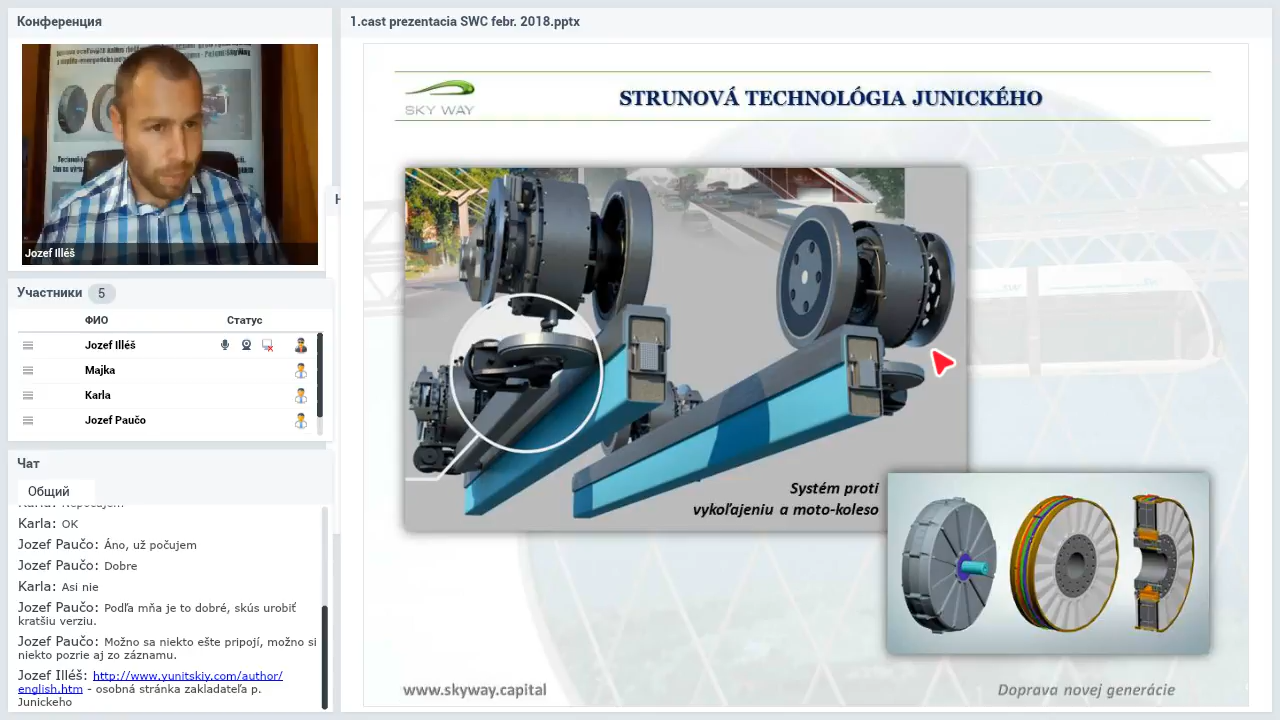 Конференция
Jozef Illéš
Участники 5
ФИО Статус
Jozef Illéš
Majka
Karla
Jozef Paučo
Чат
Общий
Karla: Nepočujem
Karla: OK
Jozef Paučo: Áno, už počujem
Jozef Paučo: Dobre
Karla: Asi nie
Jozef Paučo: Podľa mňa je to dobré, skús urobiť
kratšiu verziu.
Jozef Paučo: Možno sa niekto ešte pripojí, možno si
niekto pozrie aj zo záznamu.
Jozef Illéš: http://www.yunitskiy.com/author/
english.htm - osobná stránka zakladateľa p.
Junickeho
1.cast prezentacia SWC febr. 2018.pptx
SKY WAY
STRUNOVÁ TECHNOLÓGIA JUNICKÉHO
Systém proti
vykoľajeniu a moto-koleso
www.skyway.capital
Doprava novej generácie